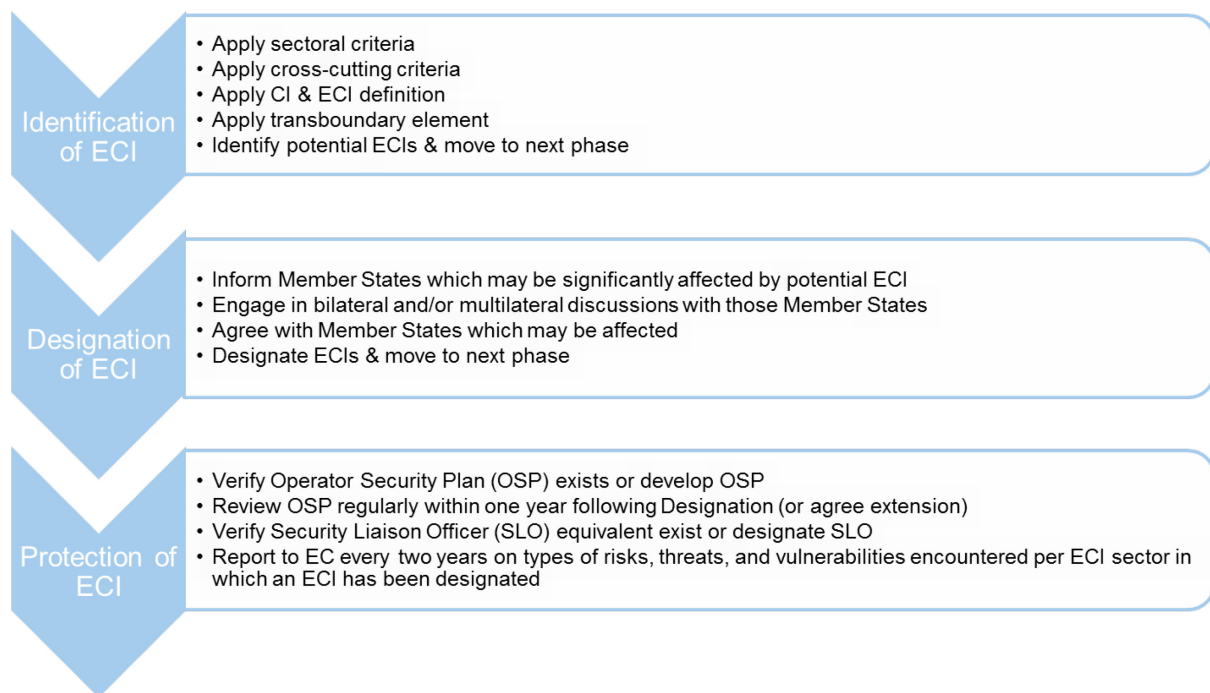 Identification
of ECI
• Apply sectoral criteria
• Apply cross-cutting criteria
• Apply CI & ECI definition
• Apply transboundary element
• Identify potential ECIs & move to next phase
Designation
of ECI
• Inform Member States which may be significantly affected by potential ECI
• Engage in bilateral and/or multilateral discussions with those Member States
• Agree with Member States which may be affected
• Designate ECIs & move to next phase
Protection of
ECI
• Verify Operator Security Plan (OSP) exists or develop OSP
• Review OSP regularly within one year following Designation (or agree extension)
• Verify Security Liaison Officer (SLO) equivalent exist or designate SLO
• Report to EC every two years on types of risks, threats, and vulnerabilities encountered per ECI sector in
which an ECI has been designated